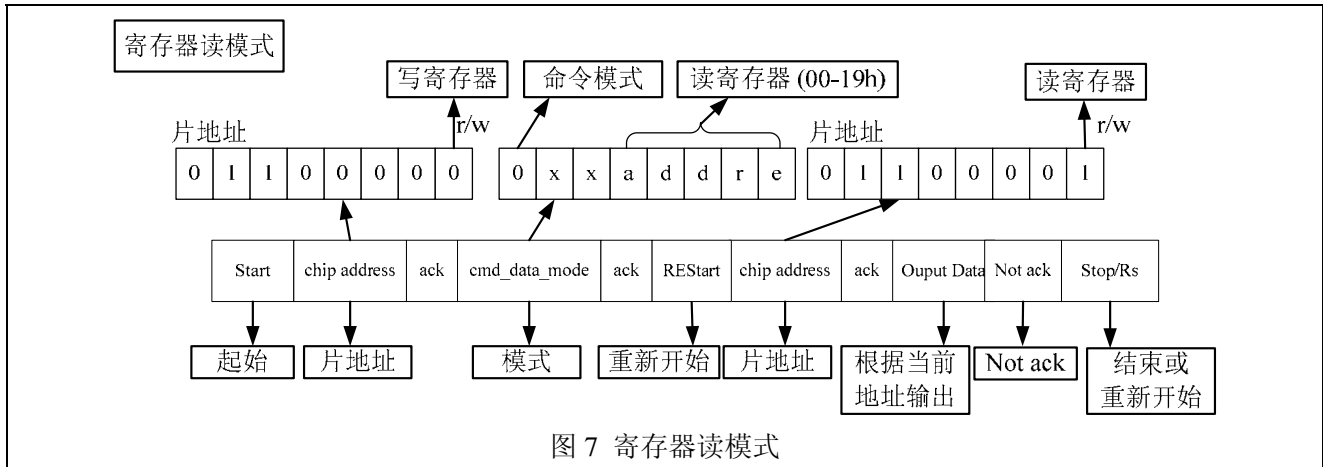 寄存器读模式
写寄存器
命令模式
读寄存器 (00-19h)
读寄存器
片地址
r/w
片地址
r/w
0 1 1 0 0 0 0 0
0 x x a d d r e
0 1 1 0 0 0 0 1
Start chip address ack cmd_data_mode ack REStart chip address ack Ouput Data Not ack Stop/Rs
起始
片地址
模式
重新开始
片地址
根据当前
地址输出
Not ack
结束或
重新开始
图 7 寄存器读模式